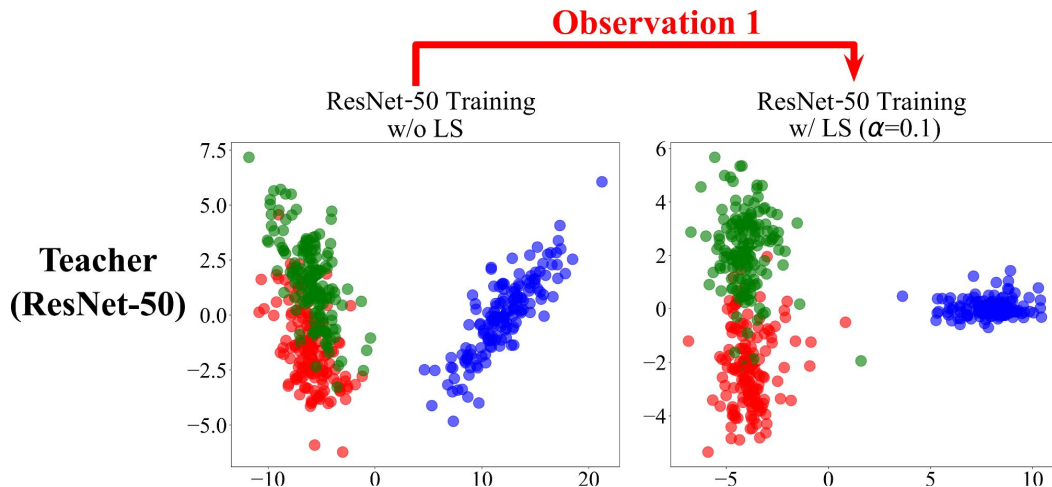 Observation 1
ResNet-50 Training
w/o LS
ResNet-50 Training
w/ LS (α=0.1)
Teacher
(ResNet-50)
7.5
5.0
2.5
0.0
−2.5
−5.0
−10
0
10
20
6
4
2
0
−2
−4
−5
0
5
10